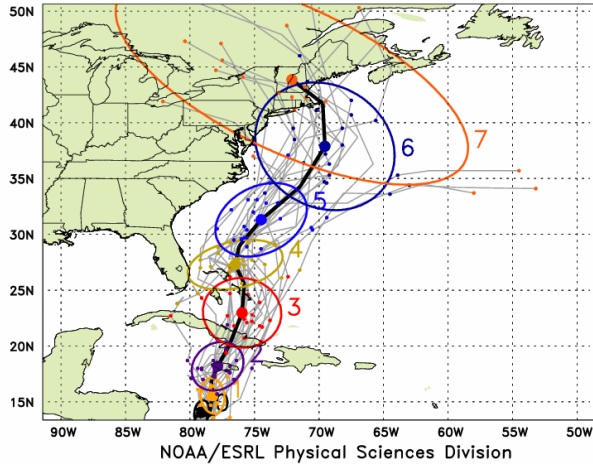 50N
45N
7
40N
6
35N
5
30N
4
25N
3
20N
2
15N
1
90W 85W 80W 75W 70W 65W 60W 55W 50W
NOAA/ESRL Physical Sciences Division